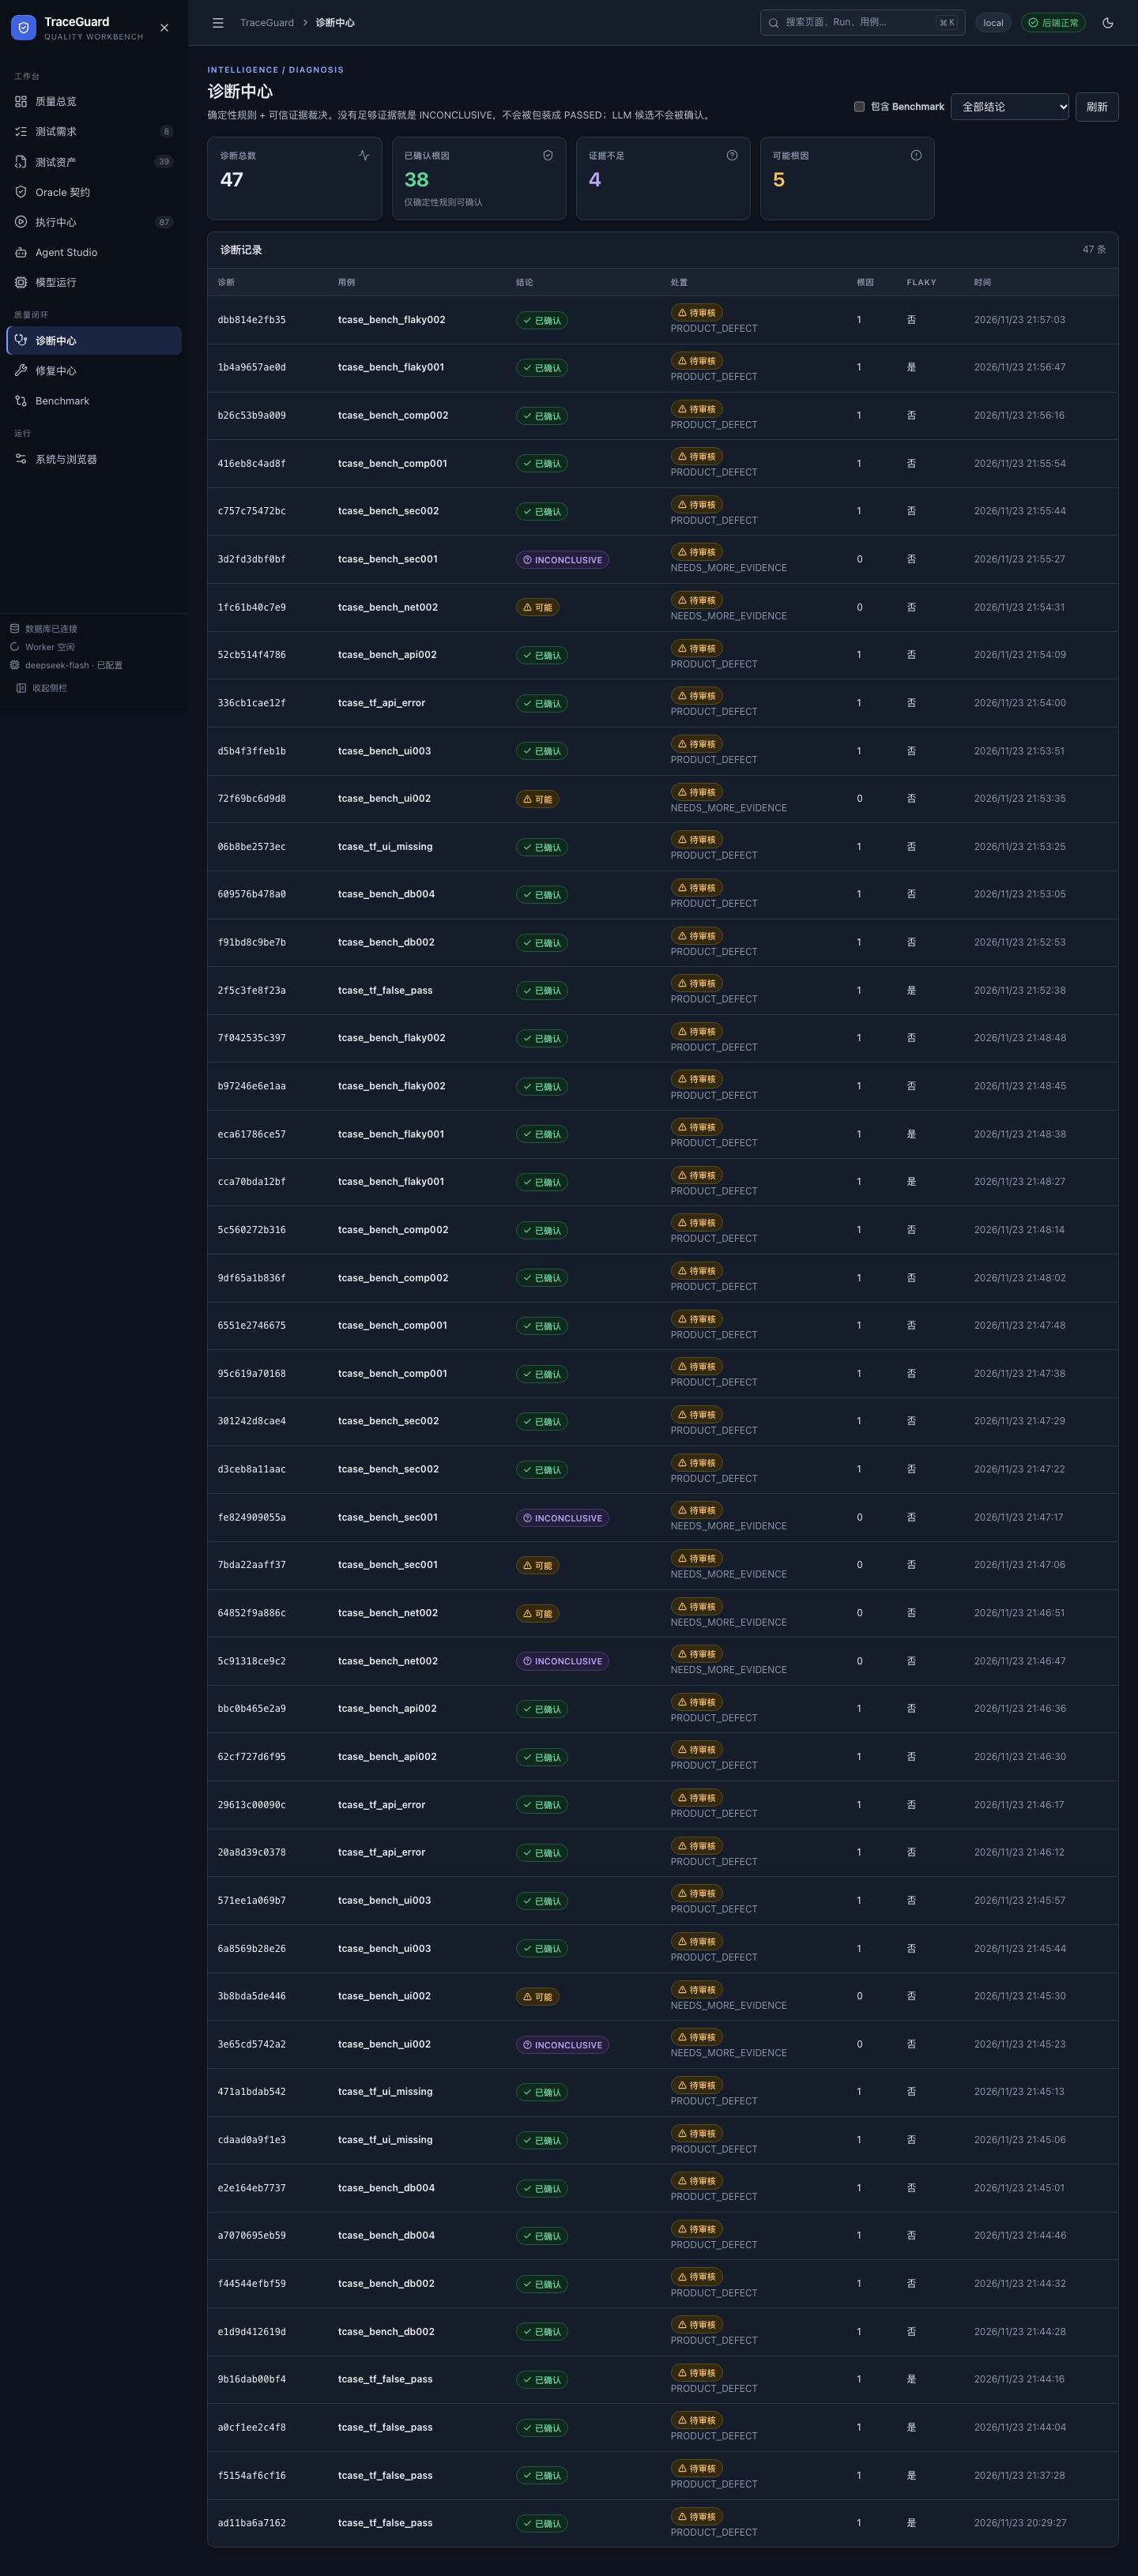 TraceGuard
QUALITY WORKBENCH
工作台
质量总览
测试需求 8
测试资产 39
Oracle 契约
执行中心 87
Agent Studio
模型运行
质量闭环
诊断中心
修复中心
Benchmark
运行
系统与浏览器
数据库已连接
Worker 空闲
deepseek-flash · 已配置
收起侧栏
TraceGuard > 诊断中心
搜索页面、Run、用例... ⌘ K
local
后端正常
INTELLIGENCE / DIAGNOSIS
诊断中心
确定性规则 + 可信证据裁决。没有足够证据就是 INCONCLUSIVE，不会被包装成 PASSED；LLM 候选不会被确认。
包含 Benchmark
全部结论
刷新
诊断总数
47
已确认根因
38
仅确定性规则可确认
证据不足
4
可能根因
5
诊断记录 47 条
诊断 用例 结论 处置 根因 FLAKY 时间
dbb814e2fb35 tcase_bench_flaky002 已确认 待审核 PRODUCT_DEFECT 1 否 2026/11/23 21:57:03
1b4a9657ae0d tcase_bench_flaky001 已确认 待审核 PRODUCT_DEFECT 1 是 2026/11/23 21:56:47
b26c53b9a009 tcase_bench_comp002 已确认 待审核 PRODUCT_DEFECT 1 否 2026/11/23 21:56:16
416eb8c4ad8f tcase_bench_comp001 已确认 待审核 PRODUCT_DEFECT 1 否 2026/11/23 21:55:54
c757c75472bc tcase_bench_sec002 已确认 待审核 PRODUCT_DEFECT 1 否 2026/11/23 21:55:44
3d2fd3dbf0bf tcase_bench_sec001 INCONCLUSIVE 待审核 NEEDS_MORE_EVIDENCE 0 否 2026/11/23 21:55:27
1fc61b40c7e9 tcase_bench_net002 可能 待审核 NEEDS_MORE_EVIDENCE 0 否 2026/11/23 21:54:31
52cb514f4786 tcase_bench_api002 已确认 待审核 PRODUCT_DEFECT 1 否 2026/11/23 21:54:09
336cb1cae12f tcase_tf_api_error 已确认 待审核 PRODUCT_DEFECT 1 否 2026/11/23 21:54:00
d5b4f3ffeb1b tcase_bench_ui003 已确认 待审核 PRODUCT_DEFECT 1 否 2026/11/23 21:53:51
72f69bc6d9d8 tcase_bench_ui002 可能 待审核 NEEDS_MORE_EVIDENCE 0 否 2026/11/23 21:53:35
06b8be2573ec tcase_tf_ui_missing 已确认 待审核 PRODUCT_DEFECT 1 否 2026/11/23 21:53:25
609576b478a0 tcase_bench_db004 已确认 待审核 PRODUCT_DEFECT 1 否 2026/11/23 21:53:05
f91bd8c9be7b tcase_bench_db002 已确认 待审核 PRODUCT_DEFECT 1 否 2026/11/23 21:52:53
2f5c3fe8f23a tcase_tf_false_pass 已确认 待审核 PRODUCT_DEFECT 1 是 2026/11/23 21:52:38
7f042535c397 tcase_bench_flaky002 已确认 待审核 PRODUCT_DEFECT 1 否 2026/11/23 21:48:48
b97246e6e1aa tcase_bench_flaky002 已确认 待审核 PRODUCT_DEFECT 1 否 2026/11/23 21:48:45
eca61786ce57 tcase_bench_flaky001 已确认 待审核 PRODUCT_DEFECT 1 是 2026/11/23 21:48:38
cca70bda12bf tcase_bench_flaky001 已确认 待审核 PRODUCT_DEFECT 1 是 2026/11/23 21:48:27
5c560272b316 tcase_bench_comp002 已确认 待审核 PRODUCT_DEFECT 1 否 2026/11/23 21:48:14
9df65a1b836f tcase_bench_comp002 已确认 待审核 PRODUCT_DEFECT 1 否 2026/11/23 21:48:02
6551e2746675 tcase_bench_comp001 已确认 待审核 PRODUCT_DEFECT 1 否 2026/11/23 21:47:48
95c619a70168 tcase_bench_comp001 已确认 待审核 PRODUCT_DEFECT 1 否 2026/11/23 21:47:38
301242d8cae4 tcase_bench_sec002 已确认 待审核 PRODUCT_DEFECT 1 否 2026/11/23 21:47:29
d3ceb8a11aac tcase_bench_sec002 已确认 待审核 PRODUCT_DEFECT 1 否 2026/11/23 21:47:22
fe824909055a tcase_bench_sec001 INCONCLUSIVE 待审核 NEEDS_MORE_EVIDENCE 0 否 2026/11/23 21:47:17
7bda22aaff37 tcase_bench_sec001 可能 待审核 NEEDS_MORE_EVIDENCE 0 否 2026/11/23 21:47:06
64852f9a886c tcase_bench_net002 可能 待审核 NEEDS_MORE_EVIDENCE 0 否 2026/11/23 21:46:51
5c91318ce9c2 tcase_bench_net002 INCONCLUSIVE 待审核 NEEDS_MORE_EVIDENCE 0 否 2026/11/23 21:46:47
bbc0b465e2a9 tcase_bench_api002 已确认 待审核 PRODUCT_DEFECT 1 否 2026/11/23 21:46:36
62cf727d6f95 tcase_bench_api002 已确认 待审核 PRODUCT_DEFECT 1 否 2026/11/23 21:46:30
29613c00090c tcase_tf_api_error 已确认 待审核 PRODUCT_DEFECT 1 否 2026/11/23 21:46:17
20a8d39c0378 tcase_tf_api_error 已确认 待审核 PRODUCT_DEFECT 1 否 2026/11/23 21:46:12
571ee1a069b7 tcase_bench_ui003 已确认 待审核 PRODUCT_DEFECT 1 否 2026/11/23 21:45:57
6a8569b28e26 tcase_bench_ui003 已确认 待审核 PRODUCT_DEFECT 1 否 2026/11/23 21:45:44
3b8bda5de446 tcase_bench_ui002 可能 待审核 NEEDS_MORE_EVIDENCE 0 否 2026/11/23 21:45:30
3e65cd5742a2 tcase_bench_ui002 INCONCLUSIVE 待审核 NEEDS_MORE_EVIDENCE 0 否 2026/11/23 21:45:23
471a1bdab542 tcase_tf_ui_missing 已确认 待审核 PRODUCT_DEFECT 1 否 2026/11/23 21:45:13
cdaad0a9f1e3 tcase_tf_ui_missing 已确认 待审核 PRODUCT_DEFECT 1 否 2026/11/23 21:45:06
e2e164eb7737 tcase_bench_db004 已确认 待审核 PRODUCT_DEFECT 1 否 2026/11/23 21:45:01
a7070695eb59 tcase_bench_db004 已确认 待审核 PRODUCT_DEFECT 1 否 2026/11/23 21:44:46
f44544efbf59 tcase_bench_db002 已确认 待审核 PRODUCT_DEFECT 1 否 2026/11/23 21:44:32
e1d9d412619d tcase_bench_db002 已确认 待审核 PRODUCT_DEFECT 1 否 2026/11/23 21:44:28
9b16dab00bf4 tcase_tf_false_pass 已确认 待审核 PRODUCT_DEFECT 1 是 2026/11/23 21:44:16
a0cf1ee2c4f8 tcase_tf_false_pass 已确认 待审核 PRODUCT_DEFECT 1 是 2026/11/23 21:44:04
f5154af6cf16 tcase_tf_false_pass 已确认 待审核 PRODUCT_DEFECT 1 是 2026/11/23 21:37:28
ad11ba6a7162 tcase_tf_false_pass 已确认 待审核 PRODUCT_DEFECT 1 是 2026/11/23 20:29:27